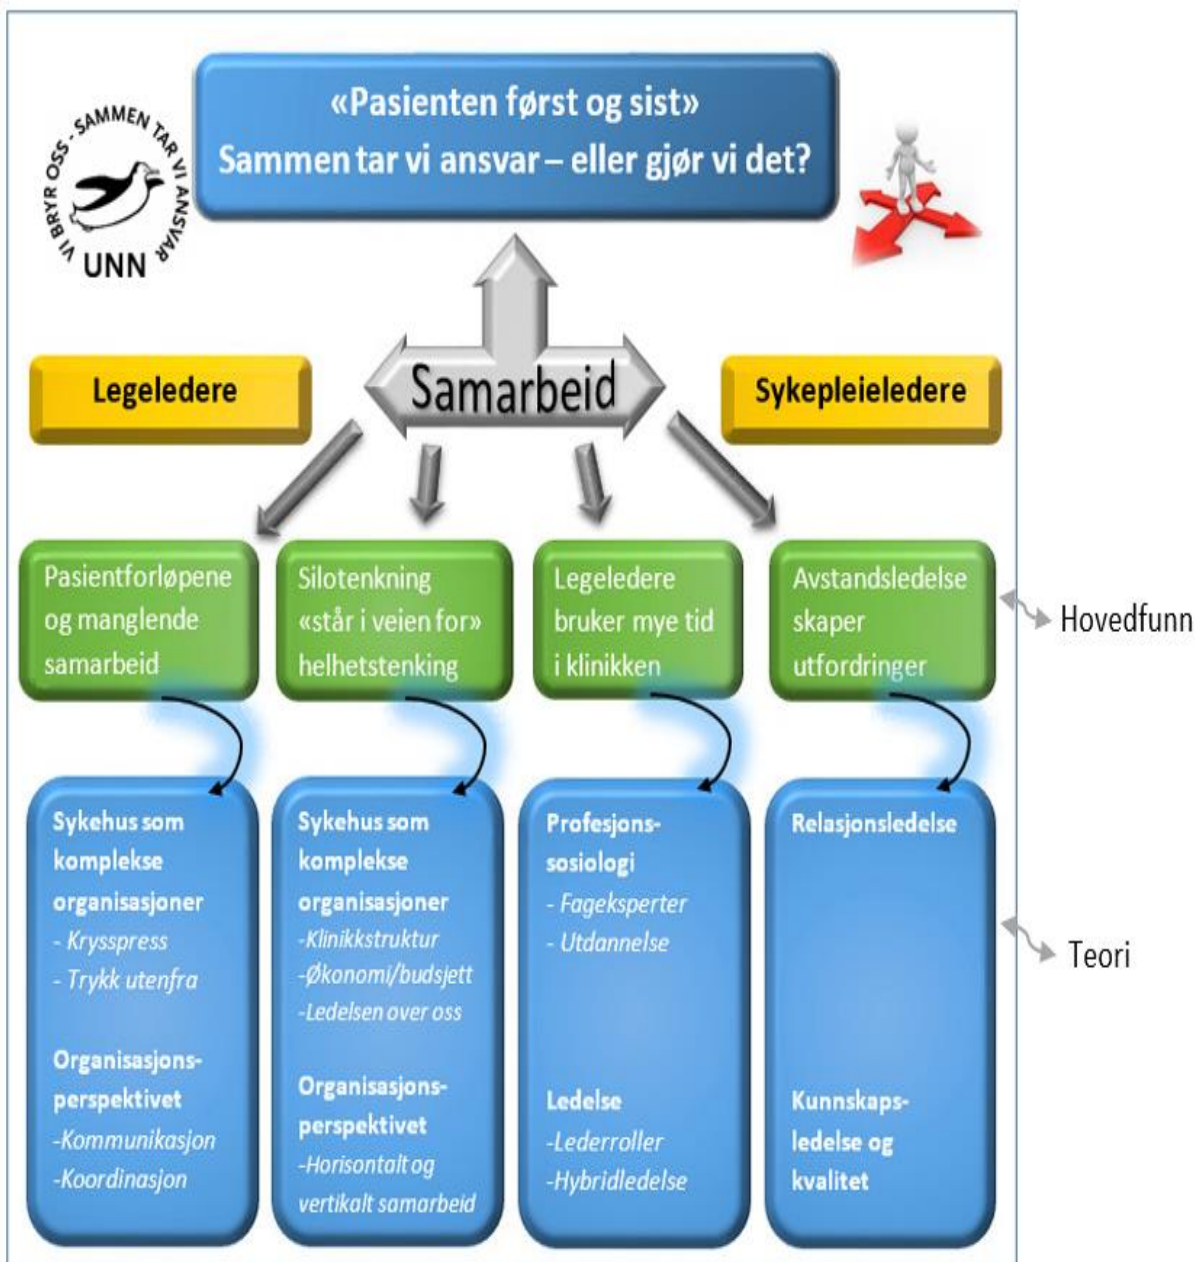 «Pasienten først og sist»
Sammen tar vi ansvar – eller gjør vi det?
VI BRYR OSS - SAMMEN TAR VI ANSVAR
UNN
Legeledere
Samarbeid
Sykepleieledere
Pasientforløpene
og manglende
samarbeid
Silotenkning
«står i veien for»
helhetstenking
Legeledere
bruker mye tid
i klinikken
Avstandsledelse
skaper
utfordringer
Hovedfunn
Sykehus som
komplekse
organisasjoner
- Krysspress
- Trykk utenfra
Organisasjons-
perspektivet
-Kommunikasjon
-Koordinasjon
Sykehus som
komplekse
organisasjoner
-Klinikkstruktur
-Økonomi/budsjett
-Ledelsen over oss
Organisasjons-
perspektivet
-Horisontalt og
vertikalt samarbeid
Profesjons-
sosiologi
- Fageksperter
- Utdannelse
Ledelse
-Lederroller
-Hybridledelse
Relasjonsledelse
Kunnskaps-
ledelse og
kvalitet
Teori